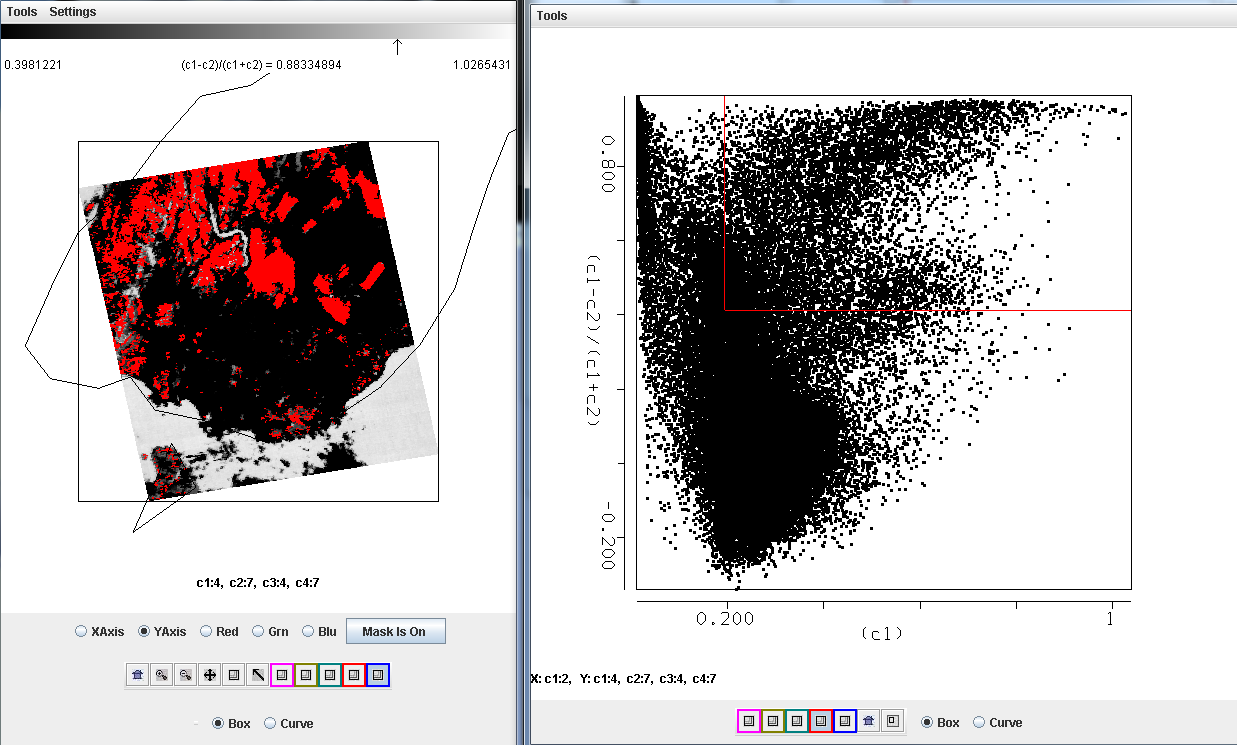 Tools Settings
0.3981221 (c1-c2)/(c1+c2) = 0.88334894 1.0265431
c1:4, c2:7, c3:4, c4:7
XAxis YAxis Red Grn Blu Mask Is On
Box Curve
Tools
0.800
(c1-c2)/(c1+c2)
-0.200
0.200 1
(c1)
X: c1:2, Y: c1:4, c2:7, c3:4, c4:7
Box Curve